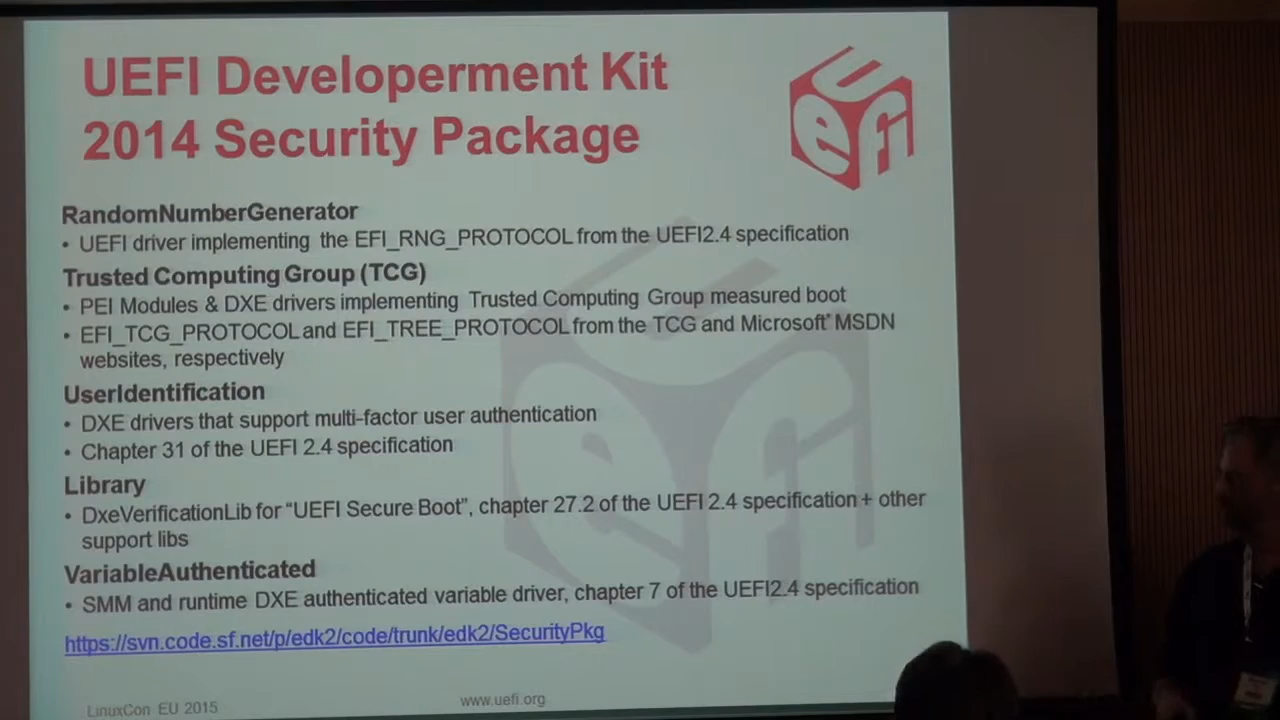 UEFI Developerment Kit
2014 Security Package
uefi
RandomNumberGenerator
• UEFI driver implementing the EFI_RNG_PROTOCOL from the UEFI2.4 specification
Trusted Computing Group (TCG)
• PEI Modules & DXE drivers implementing Trusted Computing Group measured boot
• EFI_TCG_PROTOCOL and EFI_TREE_PROTOCOL from the TCG and Microsoft* MSDN
websites, respectively
UserIdentification
• DXE drivers that support multi-factor user authentication
• Chapter 31 of the UEFI 2.4 specification
Library
• DxeVerificationLib for “UEFI Secure Boot”, chapter 27.2 of the UEFI 2.4 specification + other
support libs
VariableAuthenticated
• SMM and runtime DXE authenticated variable driver, chapter 7 of the UEFI2.4 specification
https://svn.code.sf.net/p/edk2/code/trunk/edk2/SecurityPkg
LinuxCon EU 2015
www.uefi.org